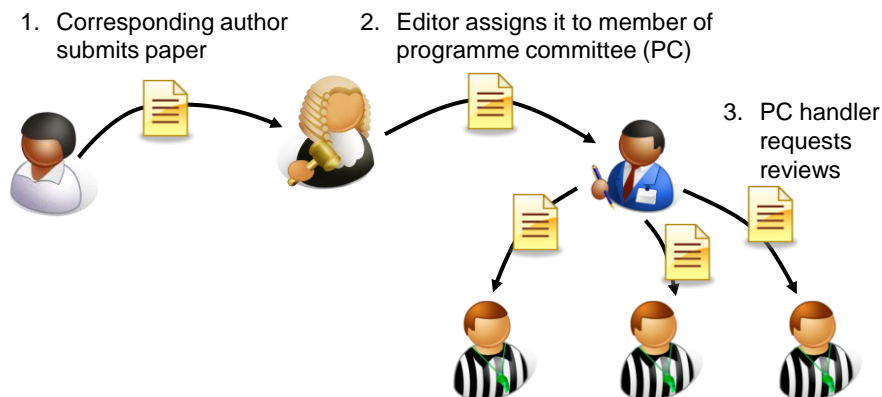 1. Corresponding author
submits paper
2. Editor assigns it to member of
programme committee (PC)
3. PC handler
requests
reviews